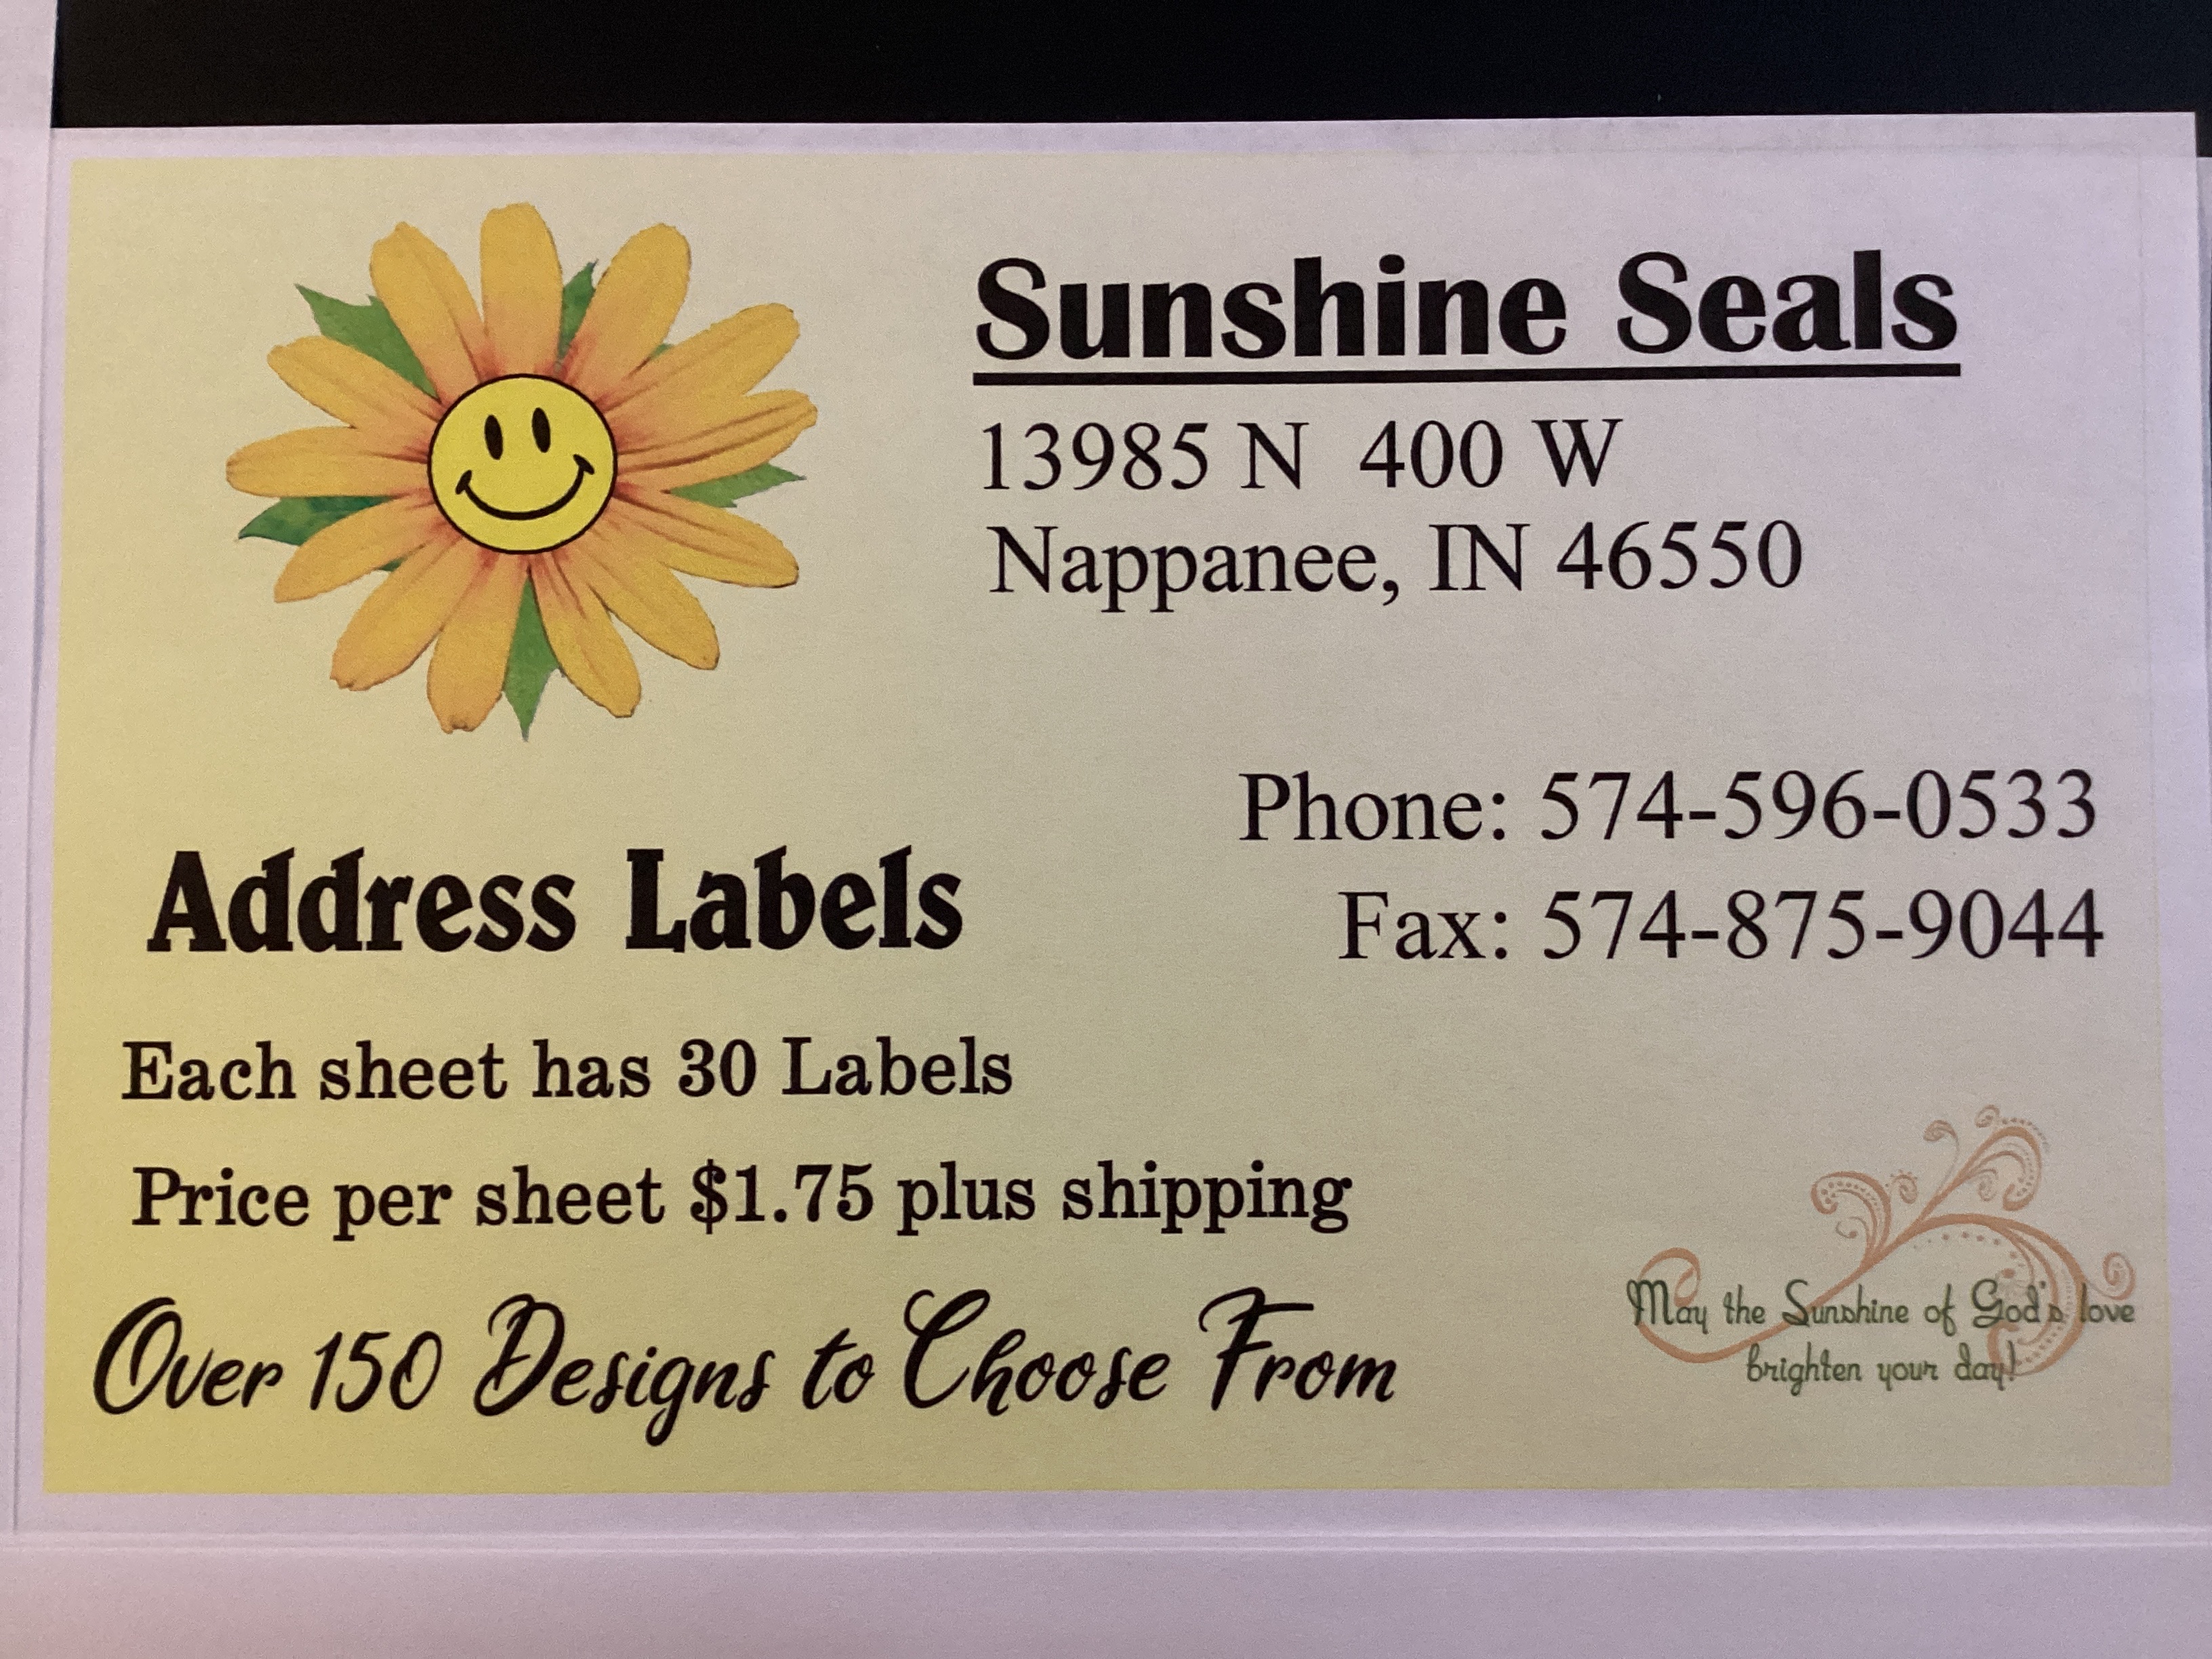 Sunshine Seals
13985 N 400 W
Nappanee, IN 46550
Phone: 574-596-0533
Fax: 574-875-9044
Address Labels
Each sheet has 30 Labels
Price per sheet $1.75 plus shipping
Over 150 Designs to Choose From
May the Sunshine of God's love
brighten your day!